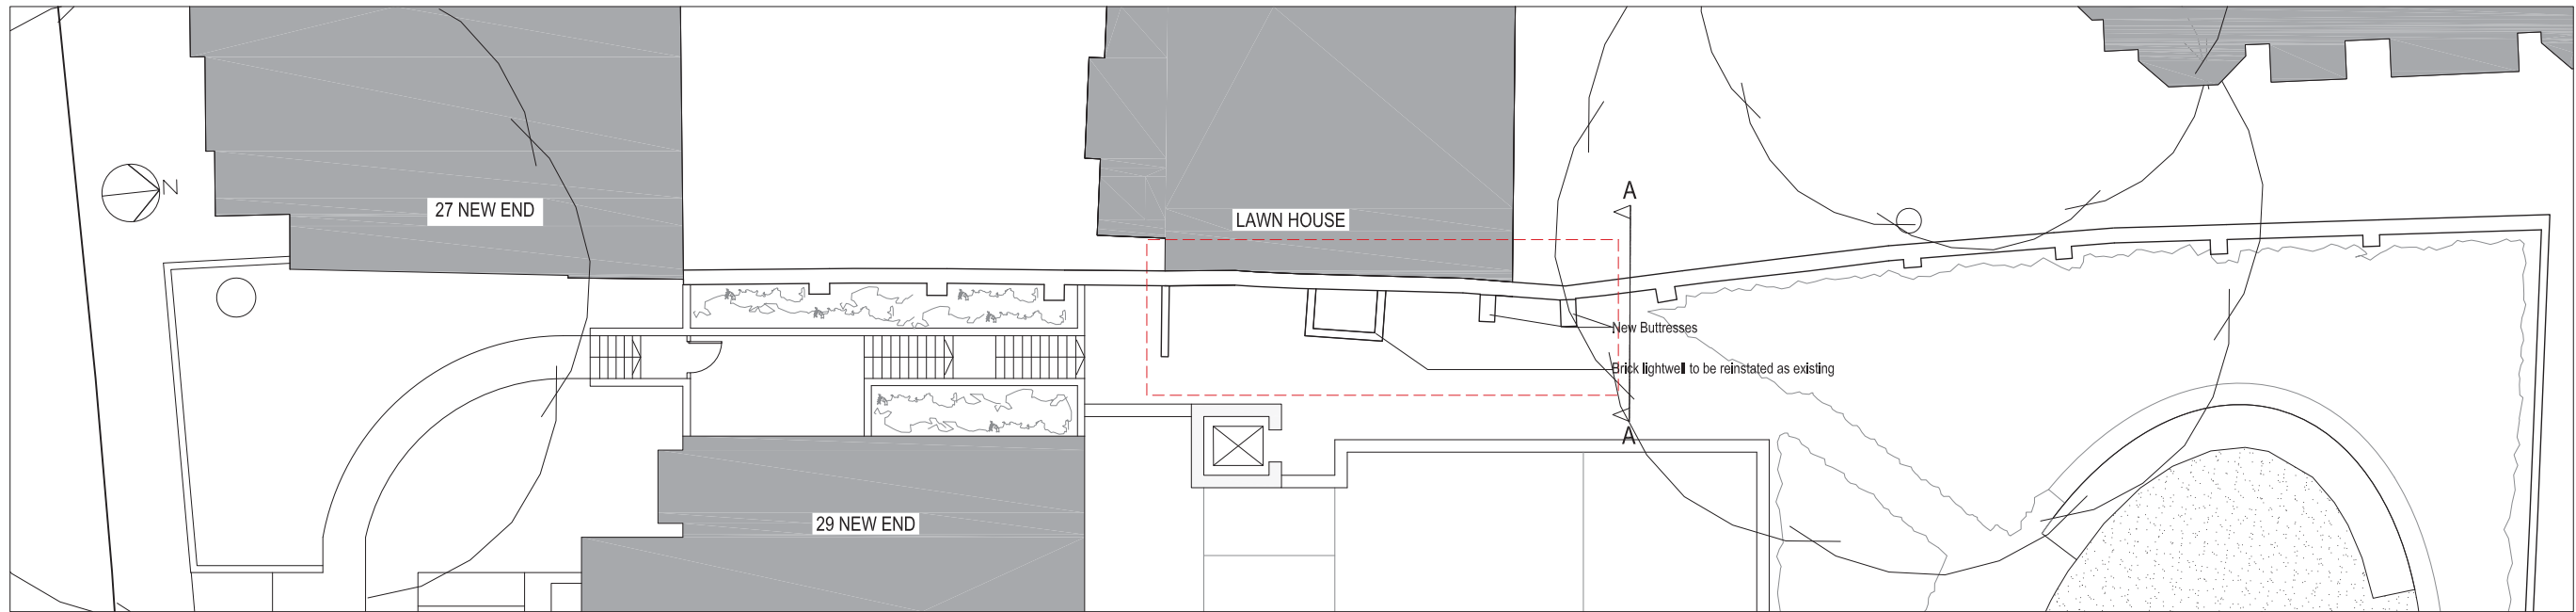 A
N
27 NEW END
LAWN HOUSE
New Buttresses
Brick lightwell to be reinstated as existing
A
29 NEW END